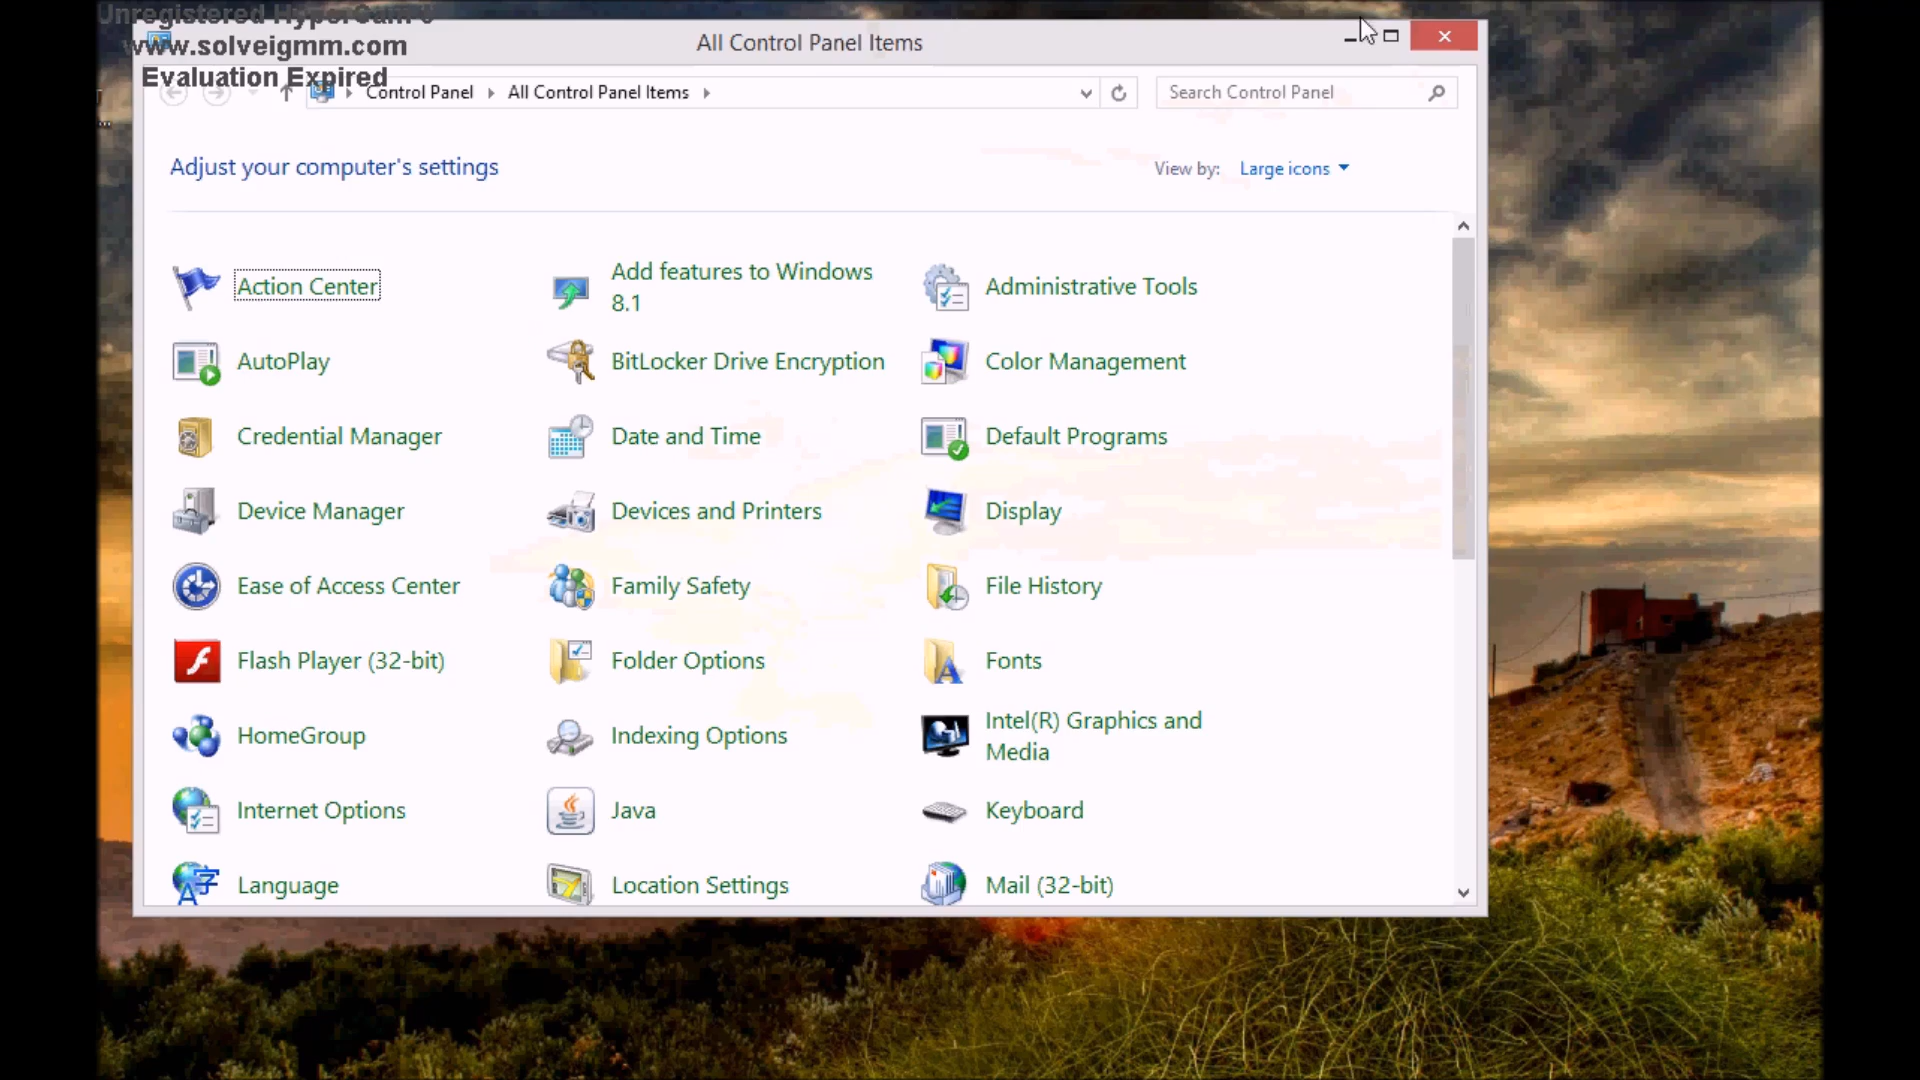 Unregistered HyperCam
www.solveigmm.com
Evaluation Expired
All Control Panel Items
Control Panel
All Control Panel Items
Search Control Panel
Adjust your computer's settings
View by: Large icons
Action Center
Add features to Windows
8.1
Administrative Tools
AutoPlay
BitLocker Drive Encryption
Color Management
Credential Manager
Date and Time
Default Programs
Device Manager
Devices and Printers
Display
Ease of Access Center
Family Safety
File History
Flash Player (32-bit)
Folder Options
Fonts
HomeGroup
Indexing Options
Intel(R) Graphics and
Media
Internet Options
Java
Keyboard
Language
Location Settings
Mail (32-bit)